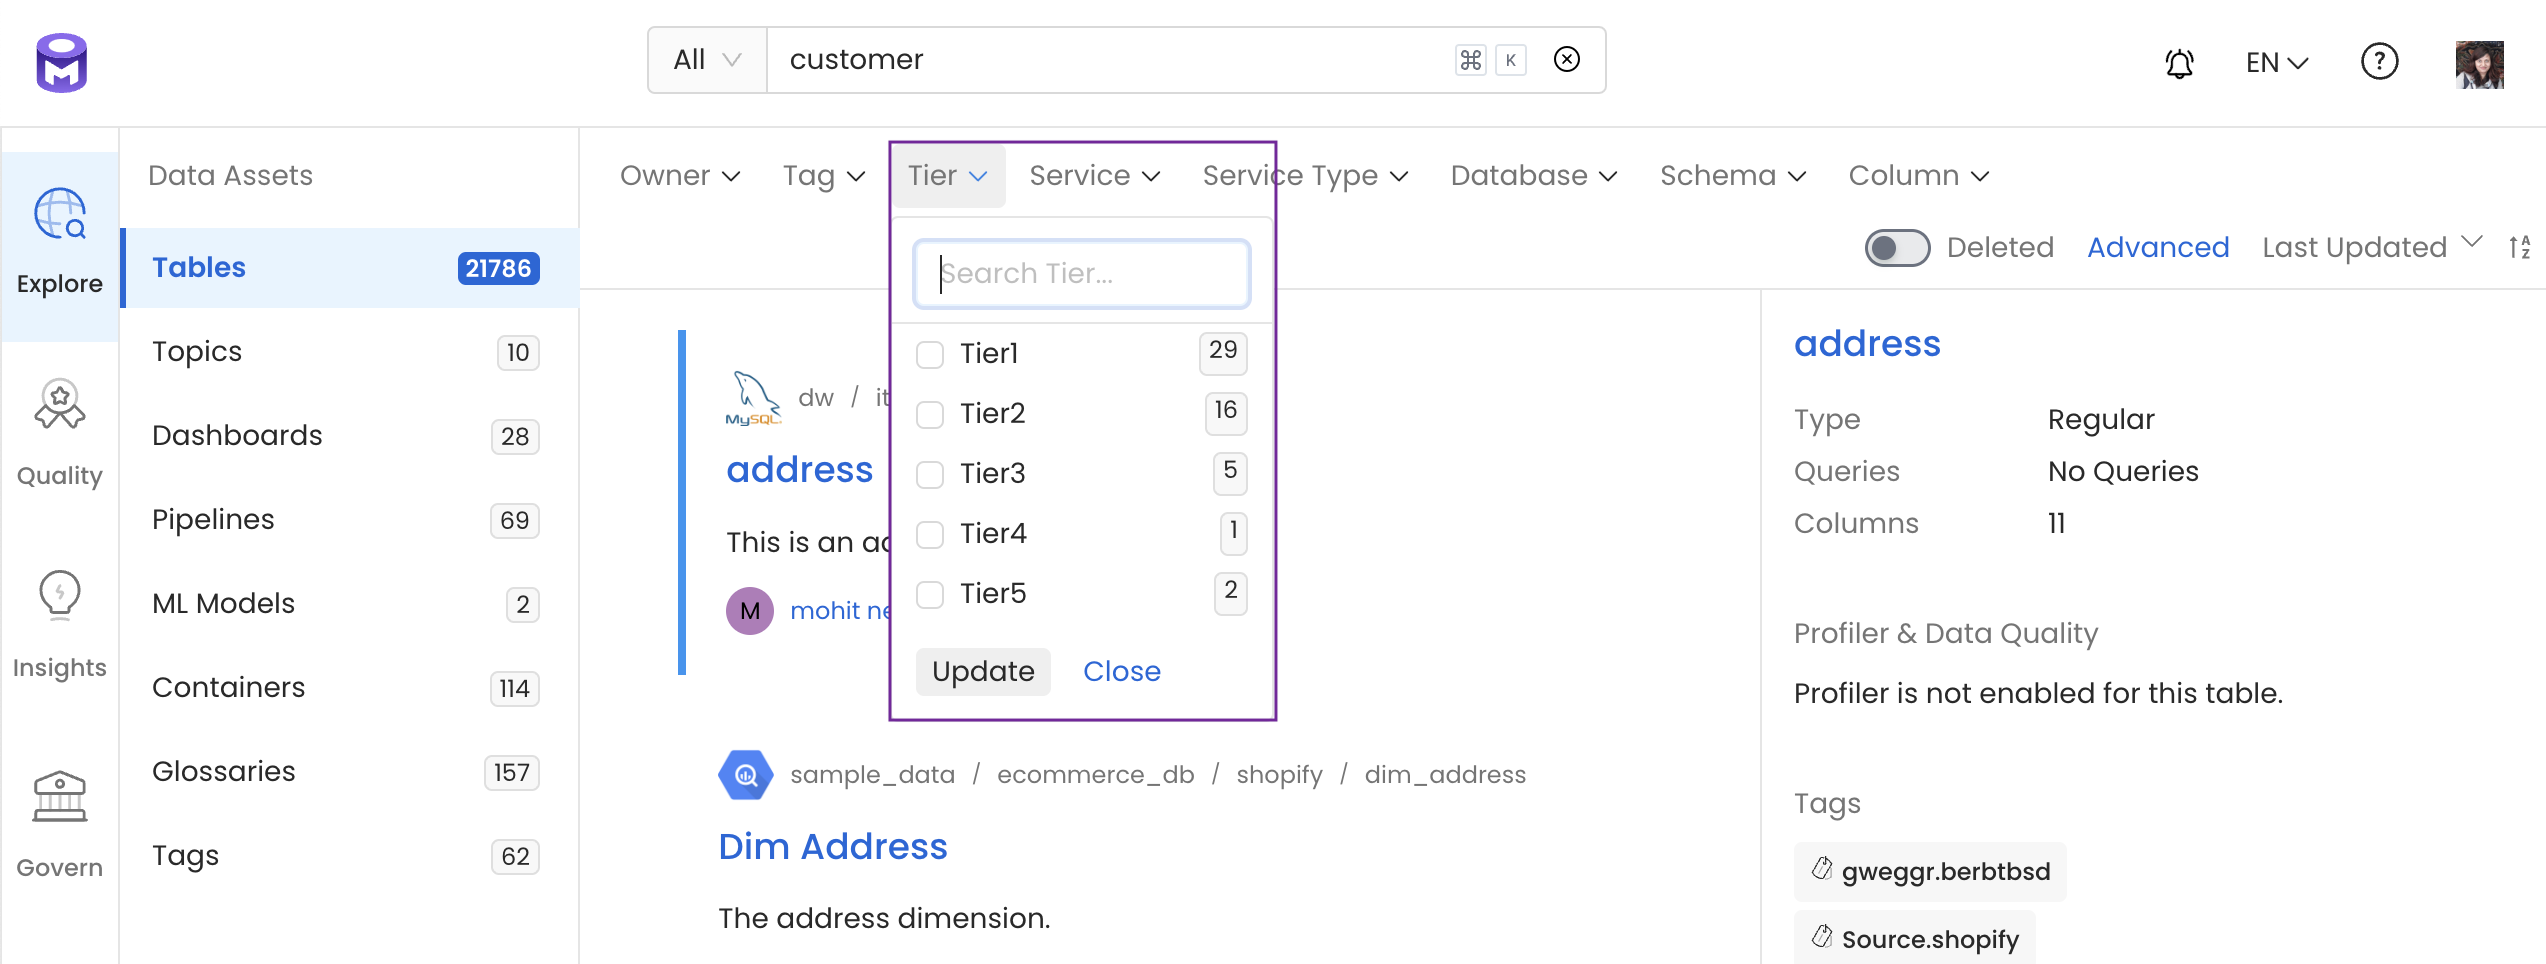 All customer ⌘ K EN ?
Data Assets
Owner Tag Tier Service Service Type Database Schema Column
Deleted Advanced Last Updated A Z
Explore
Quality
Insights
Govern
Tables 21786
Topics 10
Dashboards 28
Pipelines 69
ML Models 2
Containers 114
Glossaries 157
Tags 62
Search Tier...
Tier1 29
Tier2 16
Tier3 5
Tier4 1
Tier5 2
Update Close
MySQL dw / it
address
This is an ad
M mohit ne
sample_data / ecommerce_db / shopify / dim_address
Dim Address
The address dimension.
address
Type Regular
Queries No Queries
Columns 11
Profiler & Data Quality
Profiler is not enabled for this table.
Tags
gweggr.berbtbsd
Source.shopify